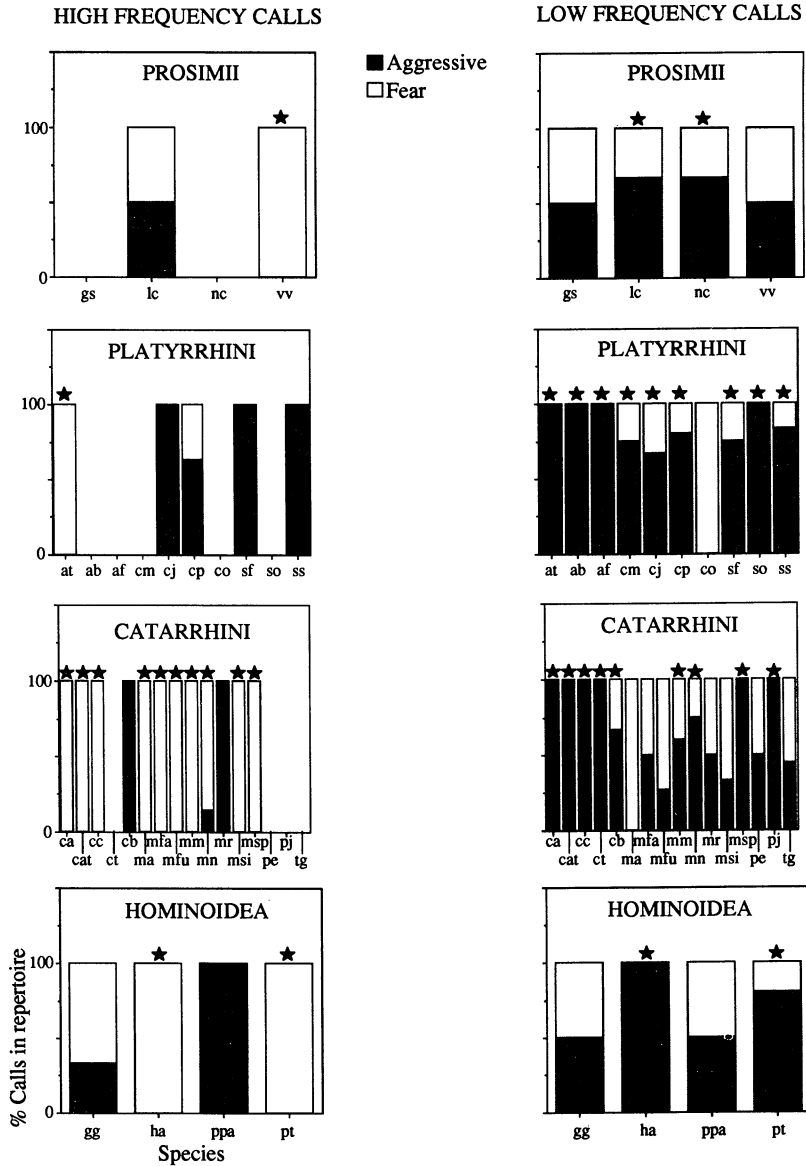 HIGH FREQUENCY CALLS
LOW FREQUENCY CALLS
Aggressive
Fear
PROSIMII
100
0
gs lc nc vv
PROSIMII
gs lc nc vv
PLATYRRHINI
100
0
at ab af cm cj cp co sf so ss
PLATYRRHINI
at ab af cm cj cp co sf so ss
CATARRHINI
100
0
ca cc cb mfa mm mr msp pj
cat ct ma mfu mn msi pe tg
CATARRHINI
ca cc cb mfa mm mr msp pj
cat ct ma mfu mn msi pe tg
HOMINOIDEA
% Calls in repertoire
100
0
gg ha ppa pt
Species
HOMINOIDEA
gg ha ppa pt